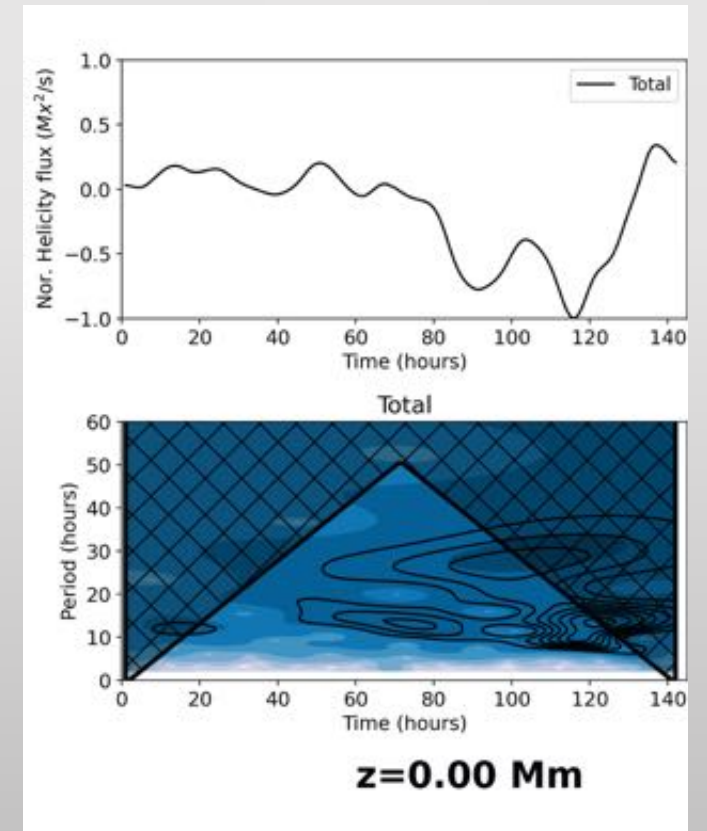 1.0
0.5
0.0
−0.5
−1.0
Nor. Helicity flux (Mx²/s)
Total
0 20 40 60 80 100 120 140
Time (hours)
Total
60
50
40
30
20
10
0
Period (hours)
0 20 40 60 80 100 120 140
Time (hours)
z=0.00 Mm